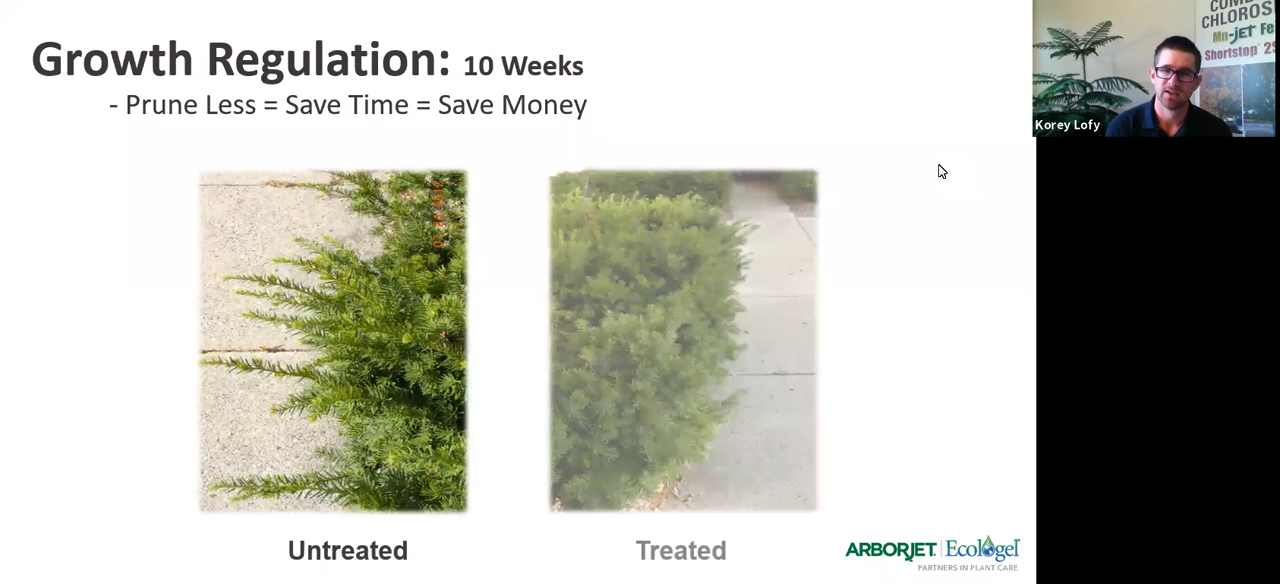 Growth Regulation: 10 Weeks
- Prune Less = Save Time = Save Money
Untreated
Treated
ARBORJET | Ecologel
PARTNERS IN PLANT CARE
CHLOROS
Mn-jet Fe
Shortstop
Korey Lofy